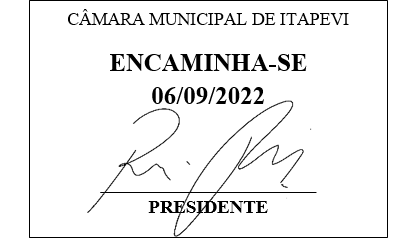 CÂMARA MUNICIPAL DE ITAPEVI
ENCAMINHA-SE
06/09/2022
PRESIDENTE